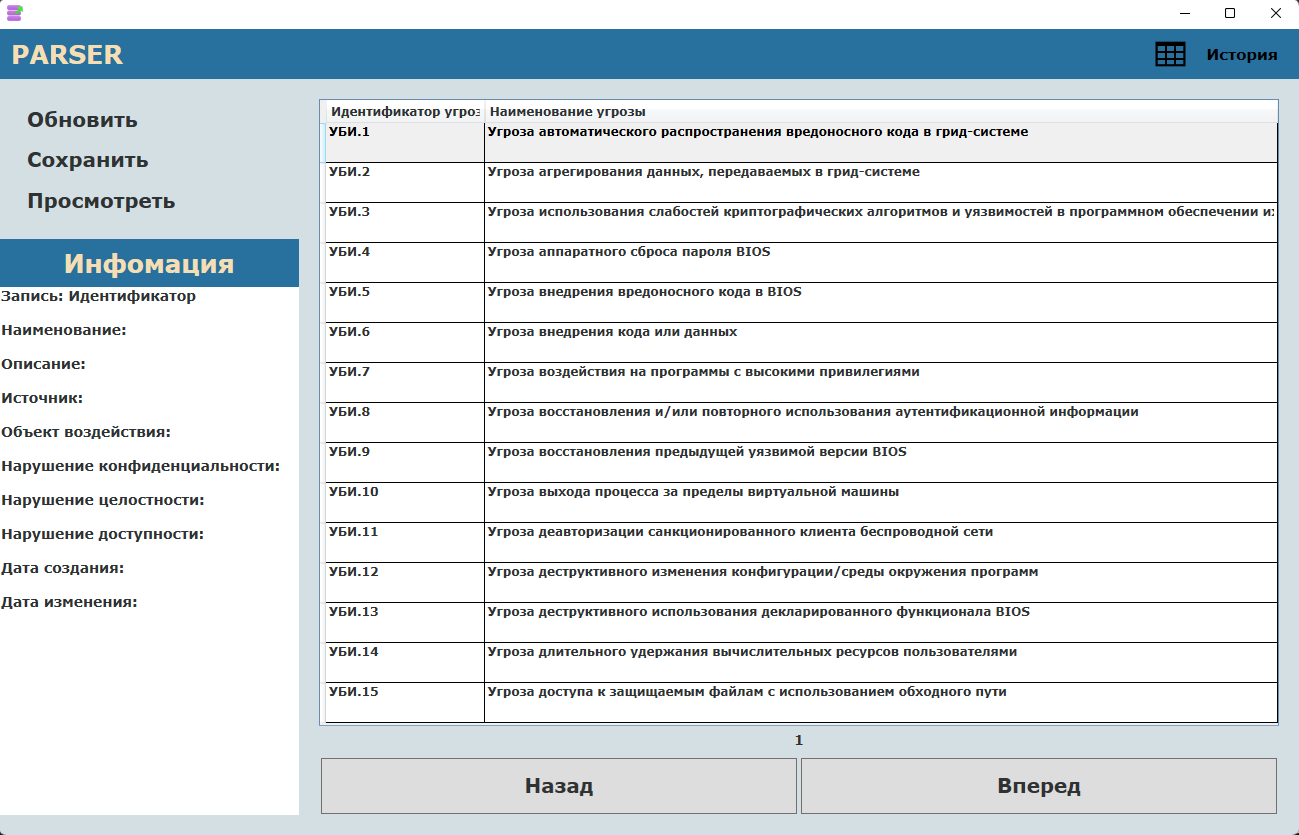 PARSER
История
Обновить
Сохранить
Просмотреть
Инфомация
Запись: Идентификатор
Наименование:
Описание:
Источник:
Объект воздействия:
Нарушение конфиденциальности:
Нарушение целостности:
Нарушение доступности:
Дата создания:
Дата изменения:
Идентификатор угроз Наименование угрозы
УБИ.1 Угроза автоматического распространения вредоносного кода в грид-системе
УБИ.2 Угроза агрегирования данных, передаваемых в грид-системе
УБИ.3 Угроза использования слабостей криптографических алгоритмов и уязвимостей в программном обеспечении их
УБИ.4 Угроза аппаратного сброса пароля BIOS
УБИ.5 Угроза внедрения вредоносного кода в BIOS
УБИ.6 Угроза внедрения кода или данных
УБИ.7 Угроза воздействия на программы с высокими привилегиями
УБИ.8 Угроза восстановления и/или повторного использования аутентификационной информации
УБИ.9 Угроза восстановления предыдущей уязвимой версии BIOS
УБИ.10 Угроза выхода процесса за пределы виртуальной машины
УБИ.11 Угроза деавторизации санкционированного клиента беспроводной сети
УБИ.12 Угроза деструктивного изменения конфигурации/среды окружения программ
УБИ.13 Угроза деструктивного использования декларированного функционала BIOS
УБИ.14 Угроза длительного удержания вычислительных ресурсов пользователями
УБИ.15 Угроза доступа к защищаемым файлам с использованием обходного пути
1
Назад
Вперед